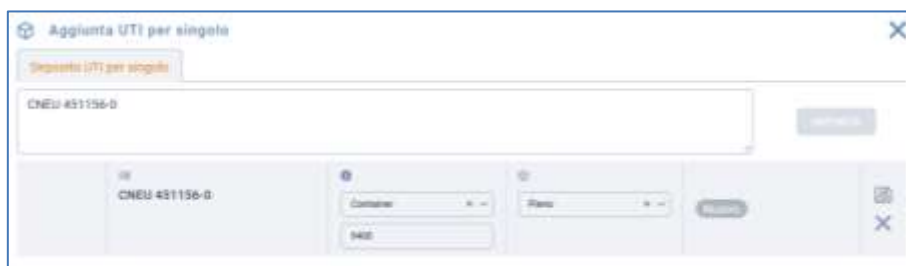 Aggiunta UTI per singolo
Deposito UTI per singolo
CNEU 451156-0
CNEU 451156-0
Container
Pieno
9400